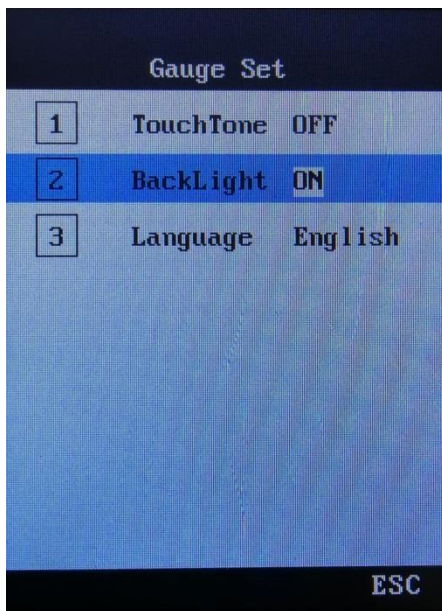 Gauge Set
1 TouchTone OFF
2 BackLight ON
3 Language English
ESC